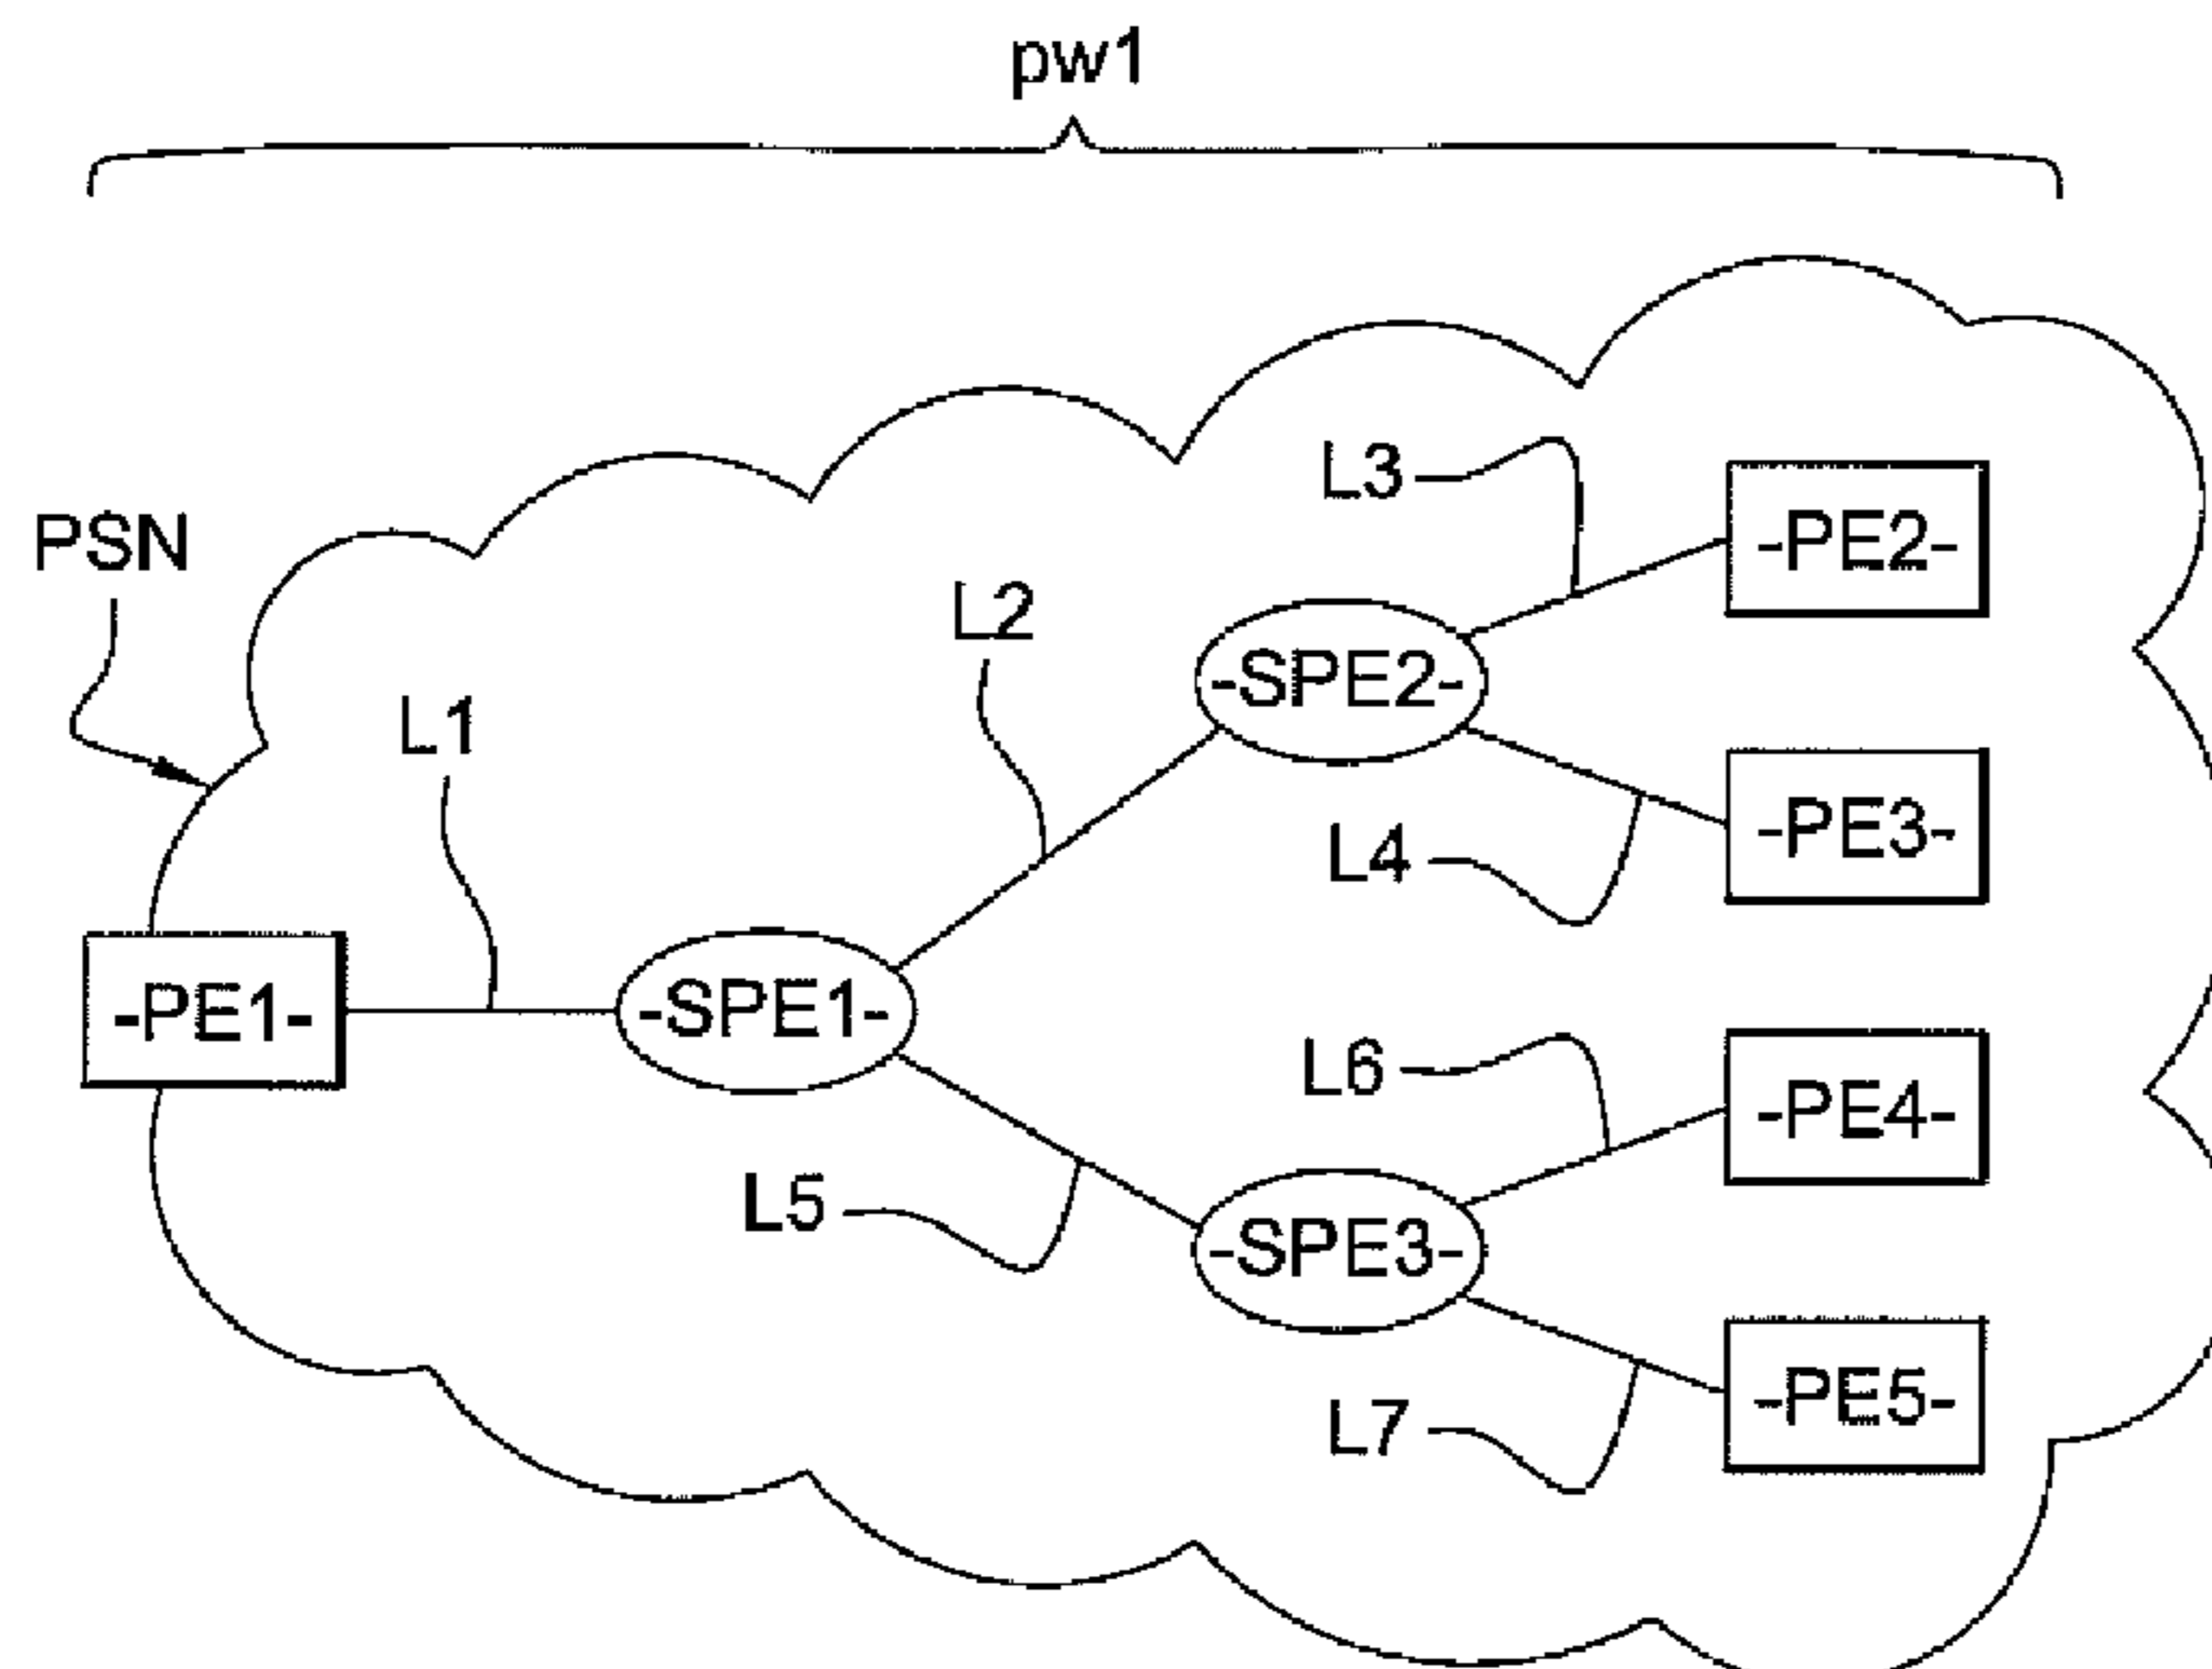 pw1
L3
-PE2-
PSN
L2
-SPE2-
L1
-PE3-
L4
-PE1-
-SPE1-
L6
-PE4-
L5
-SPE3-
-PE5-
L7